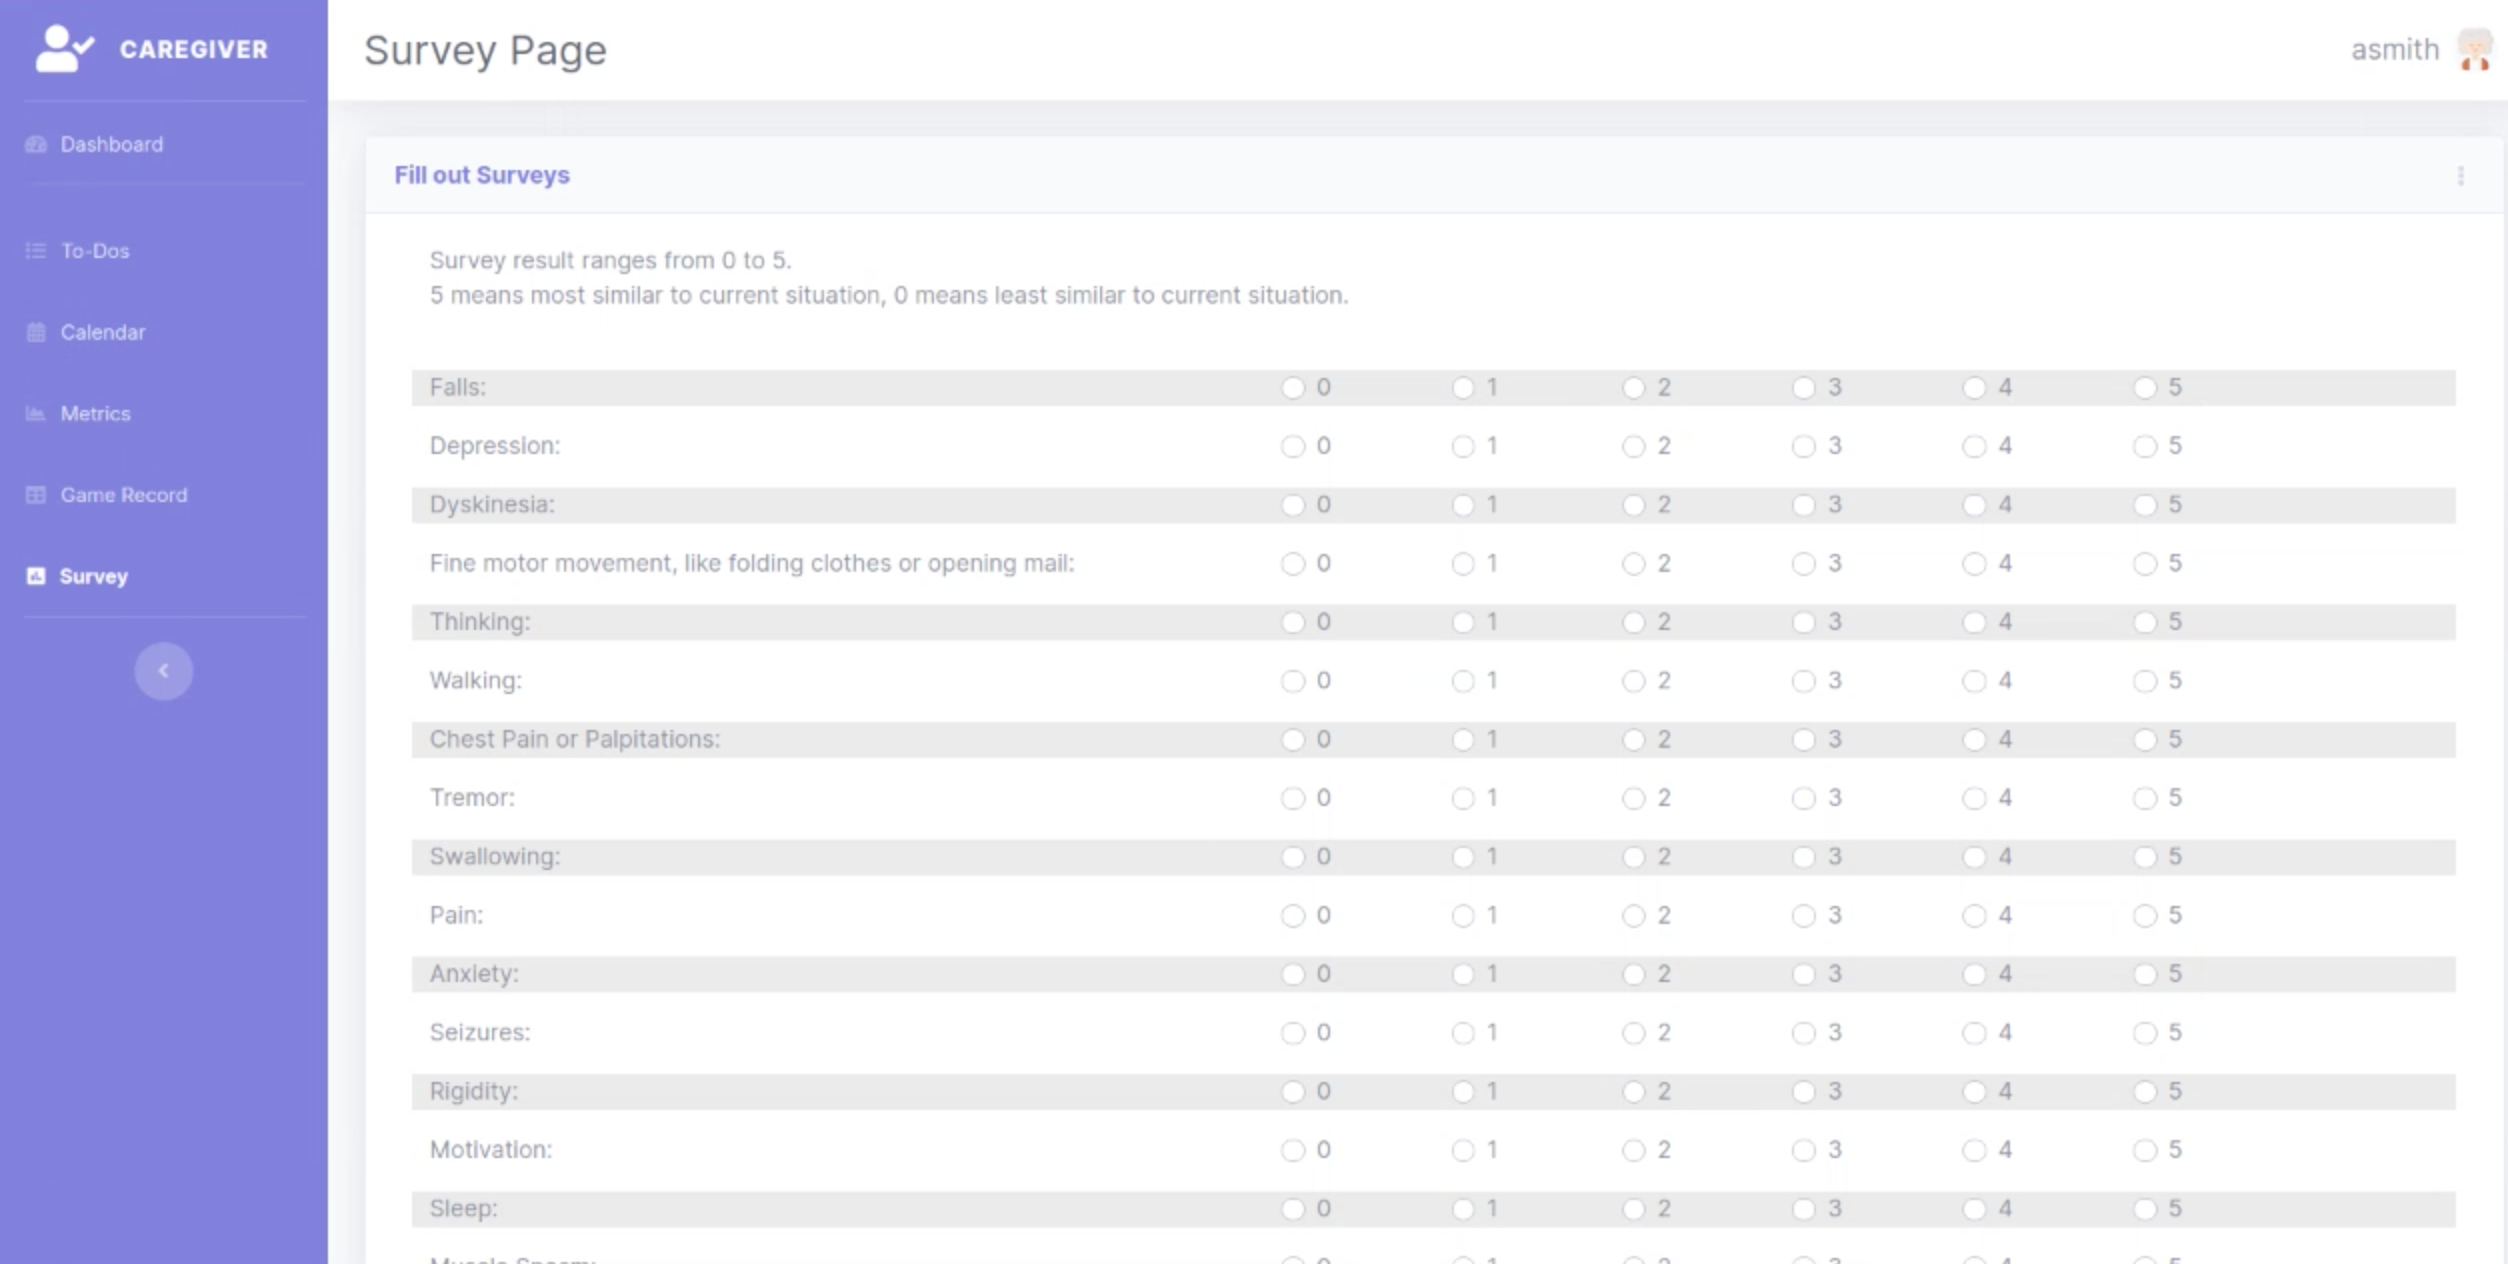 CAREGIVER
Dashboard
To-Dos
Calendar
Metrics
Game Record
Survey
Survey Page
asmith
Fill out Surveys
Survey result ranges from 0 to 5.
5 means most similar to current situation, 0 means least similar to current situation.
Falls: 0 1 2 3 4 5
Depression: 0 1 2 3 4 5
Dyskinesia: 0 1 2 3 4 5
Fine motor movement, like folding clothes or opening mail: 0 1 2 3 4 5
Thinking: 0 1 2 3 4 5
Walking: 0 1 2 3 4 5
Chest Pain or Palpitations: 0 1 2 3 4 5
Tremor: 0 1 2 3 4 5
Swallowing: 0 1 2 3 4 5
Pain: 0 1 2 3 4 5
Anxiety: 0 1 2 3 4 5
Seizures: 0 1 2 3 4 5
Rigidity: 0 1 2 3 4 5
Motivation: 0 1 2 3 4 5
Sleep: 0 1 2 3 4 5